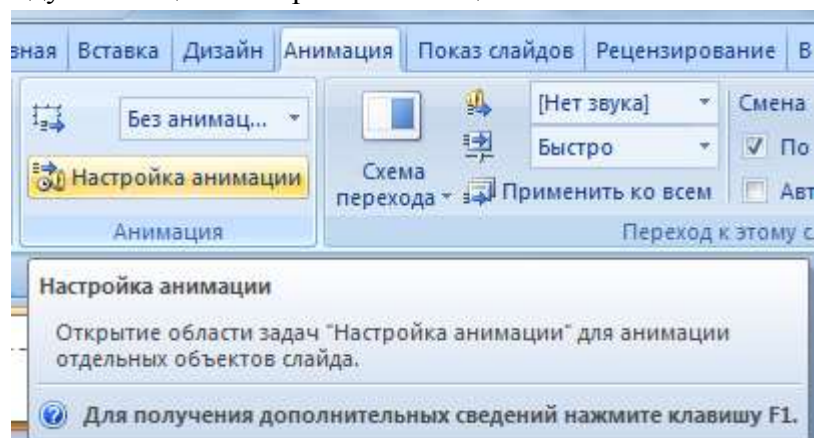 вная Вставка Дизайн Анимация Показ слайдов Рецензирование В
Без анимац... [Нет звука] Смена
Настройка анимации Быстро По
Схема перехода Применить ко всем Авт
Анимация Переход к этому с
Настройка анимации
Открытие области задач "Настройка анимации" для анимации
отдельных объектов слайда.
Для получения дополнительных сведений нажмите клавишу F1.